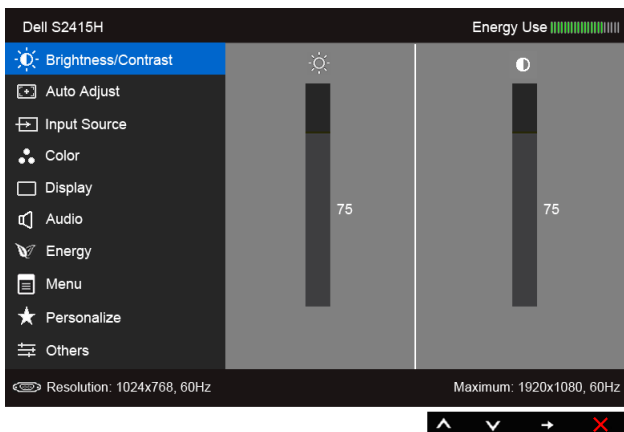 Dell S2415H
Energy Use
Brightness/Contrast
Auto Adjust
Input Source
Color
Display
Audio
Energy
Menu
Personalize
Others
75
75
Resolution: 1024x768, 60Hz
Maximum: 1920x1080, 60Hz